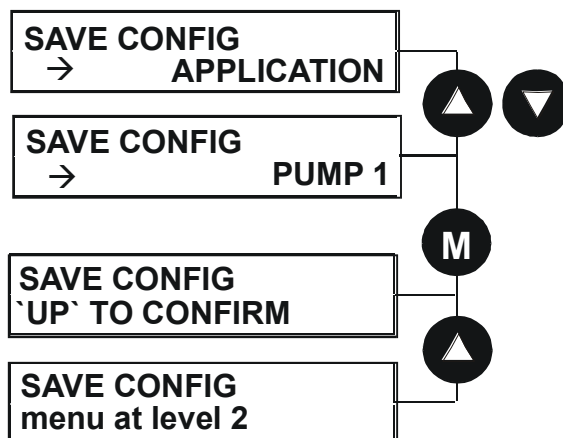 SAVE CONFIG
→ APPLICATION
SAVE CONFIG
→ PUMP 1
M
SAVE CONFIG
`UP` TO CONFIRM
SAVE CONFIG
menu at level 2